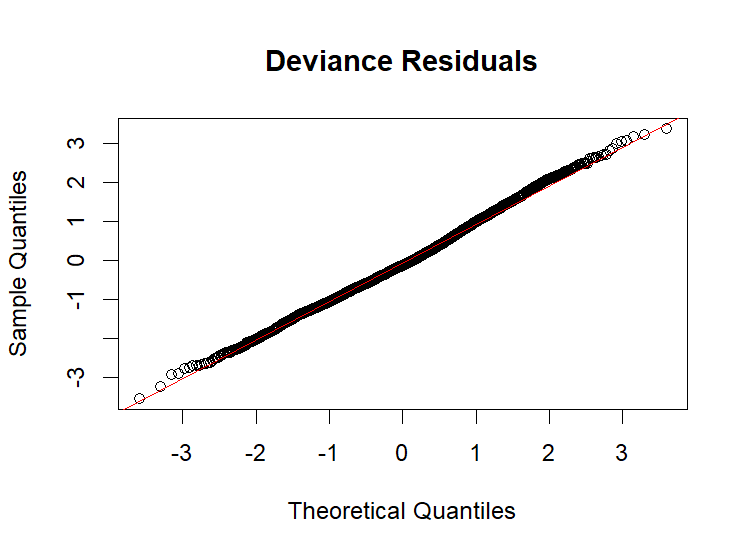 Deviance Residuals
Sample Quantiles
3
2
1
0
-1
-3
-3 -2 -1 0 1 2 3
Theoretical Quantiles